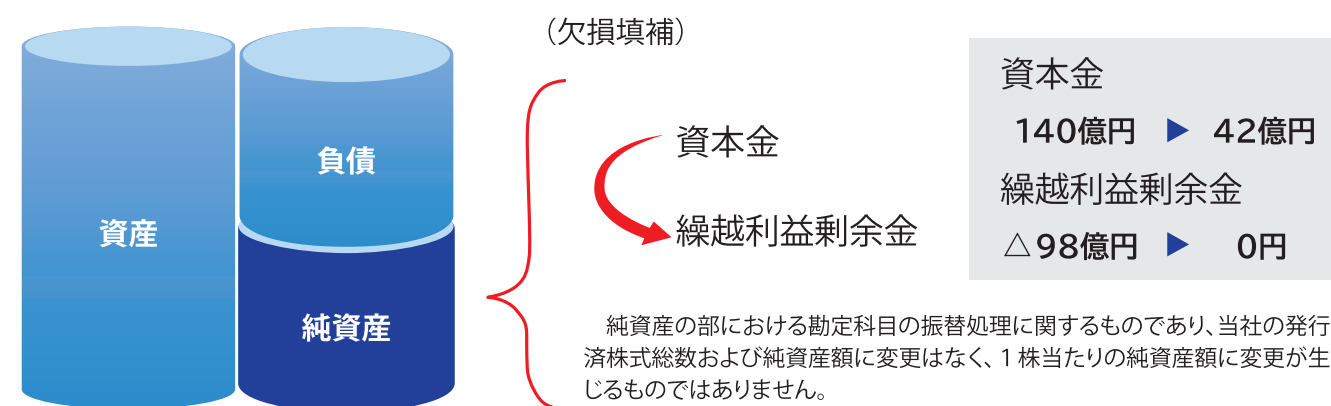 資産
負債
純資産
（欠損填補）
資本金
繰越利益剰余金
資本金
140億円 ▶ 42億円
繰越利益剰余金
△98億円 ▶ 0円
純資産の部における勘定科目の振替処理に関するものであり、当社の発行
済株式総数および純資産額に変更はなく、1株当たりの純資産額に変更が生
じるものではありません。